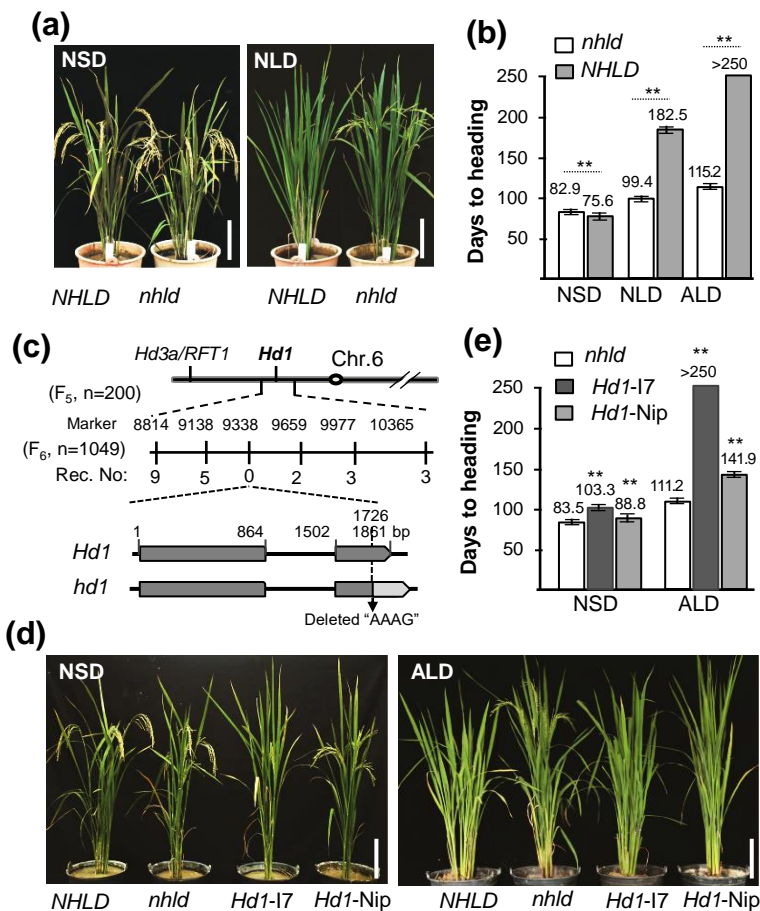 (a)
NSD
NLD
NHLD nhld
NHLD nhld
(b)
nhld
NHLD
Days to heading
250
200
150
100
50
**
82.9
75.6
**
99.4
182.5
**
115.2
>250
NSD NLD ALD
(c)
Hd3a/RFT1 Hd1 Chr.6
(F5, n=200)
Marker 8814 9138 9338 9659 9977 10365
(F6, n=1049)
Rec. No: 9 5 0 2 3 3
1726
1 864 1502 1861 bp
Hd1
hd1
Deleted “AAAG”
(e)
nhld
Hd1-I7
Hd1-Nip
Days to heading
250
200
150
100
50
83.5
**
103.3
**
88.8
111.2
**
>250
**
141.9
NSD ALD
(d)
NSD
ALD
NHLD nhld Hd1-I7 Hd1-Nip
NHLD nhld Hd1-I7 Hd1-Nip